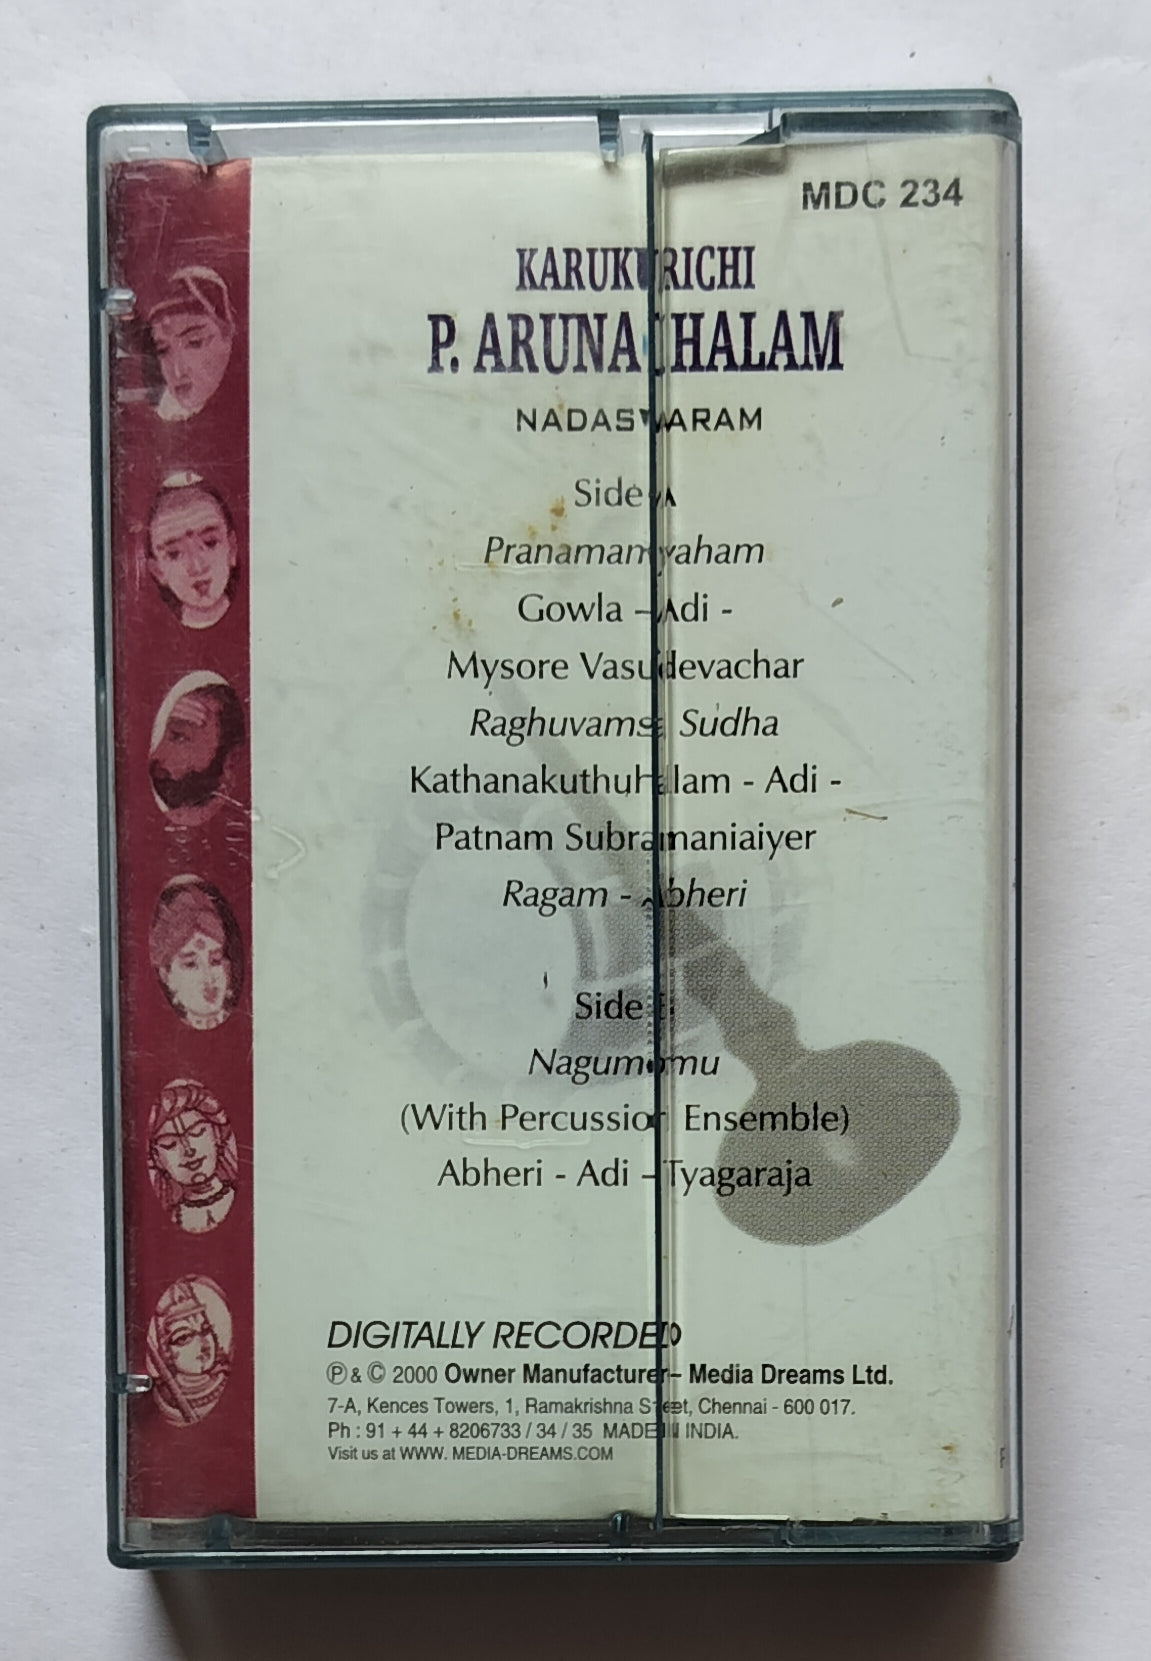 MDC 234
KARUKURICHI
P. ARUNACHALAM
NADASWARAM
Side A
Pranamamyaham
Gowla - Adi -
Mysore Vasudevachar
Raghuvamsa Sudha
Kathanakuthuhalam - Adi -
Patnam Subramaniaiyer
Ragam - Abheri
Side B
Nagumomu
(With Percussion Ensemble)
Abheri - Adi - Tyagaraja
DIGITALLY RECORDED
Ⓟ & © 2000 Owner Manufacturer - Media Dreams Ltd.
7-A, Kences Towers, 1, Ramakrishna Street, Chennai - 600 017.
Ph : 91 + 44 + 8206733 / 34 / 35 MADE IN INDIA.
Visit us at WWW. MEDIA-DREAMS.COM